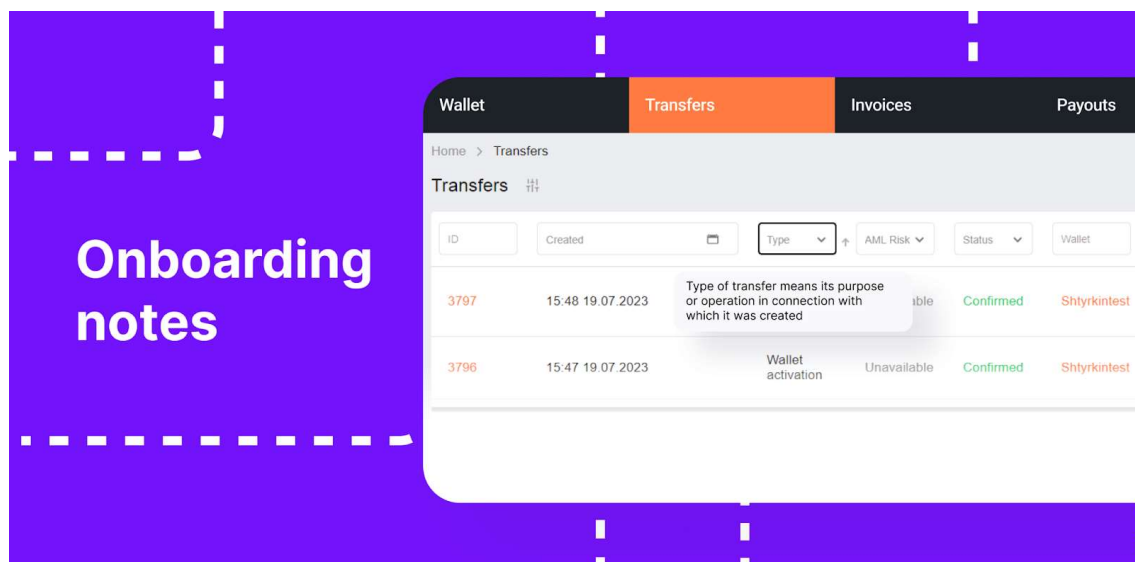 Wallet Transfers Invoices Payouts
Home > Transfers
Transfers
Onboarding
notes
ID Created Type AML Risk Status Wallet
Type of transfer means its purpose
or operation in connection with
which it was created
3797 15:48 19.07.2023 able Confirmed Shtyrkintest
3796 15:47 19.07.2023 Wallet
activation Unavailable Confirmed Shtyrkintest